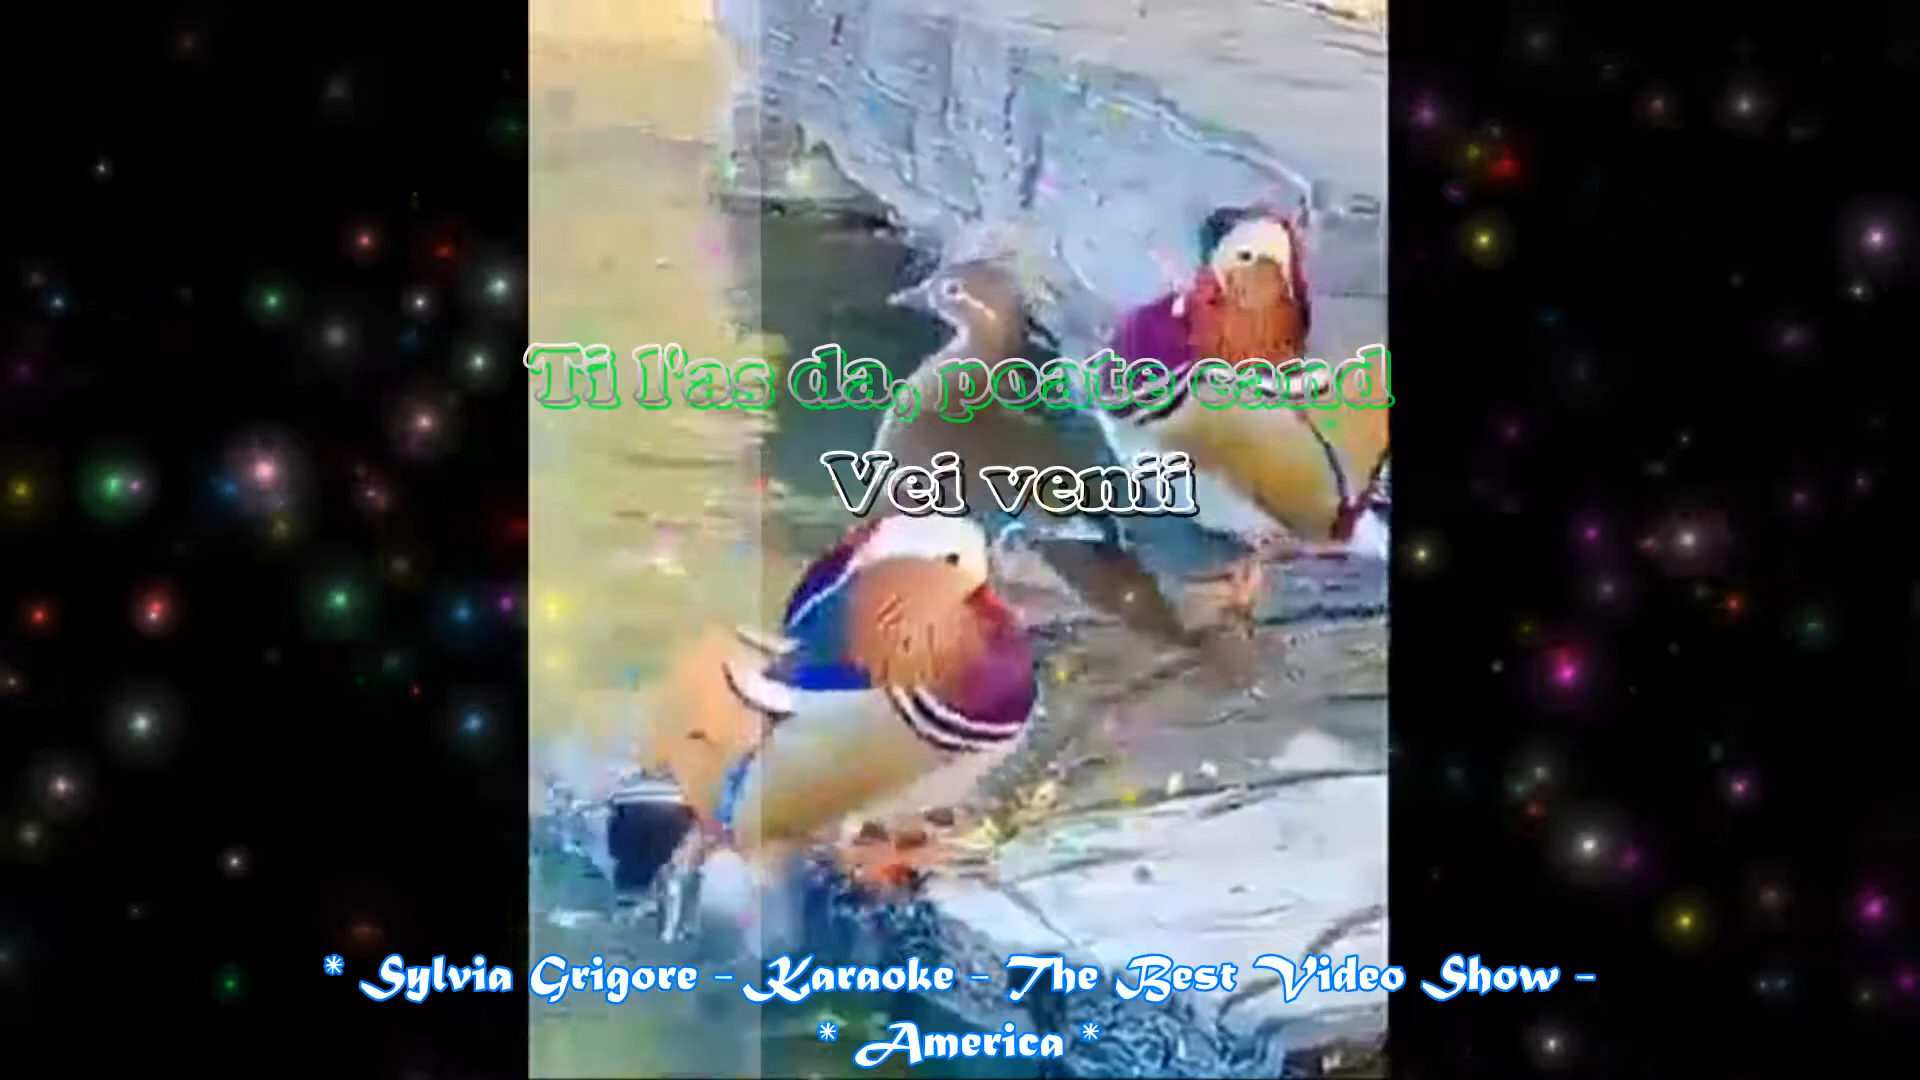 Ti l'as da, poate cand
Vei venii
* Sylvia Grigore - Karaoke - The Best Video Show -
* America *